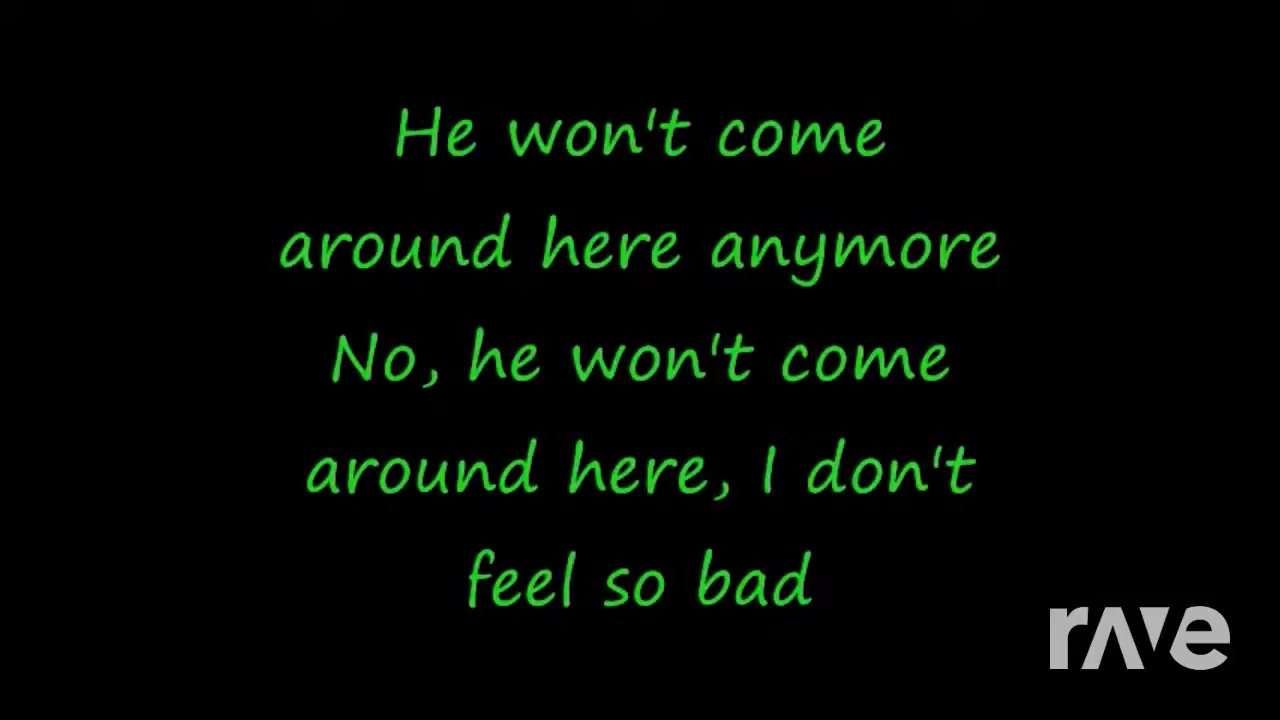 He won't come
around here anymore
No, he won't come
around here, I don't
feel so bad
rave